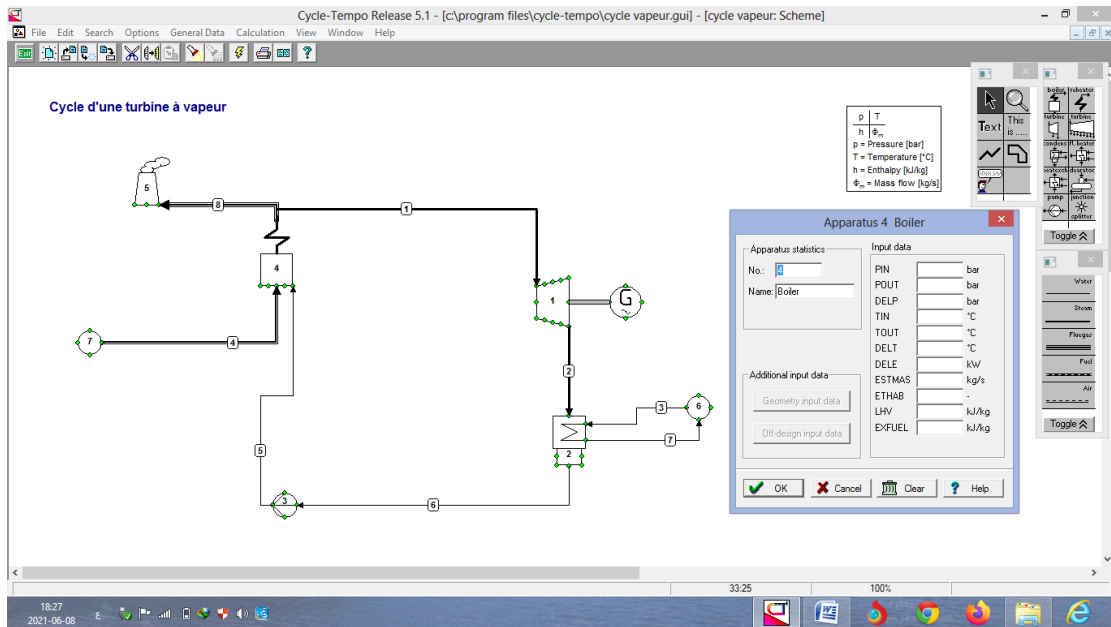 Cycle-Tempo Release 5.1 - [c:\program files\cycle-tempo\cycle vapeur.gui] - [cycle vapeur: Scheme]
File Edit Search Options General Data Calculation View Window Help
Exit
Cycle d'une turbine à vapeur
p T
h Φm
p = Pressure [bar]
T = Temperature [°C]
h = Enthalpy [kJ/kg]
Φm = Mass flow [kg/s]
5
8
1
4
1
G
7
4
2
3
6
7
2
5
3
6
Text
This is .....
boiler
turbine turbine
pump junction
splitter
Toggle
Water
Steam
Fluegas
Fuel
Air
Toggle
Apparatus 4 Boiler
Apparatus statistics
No.: 4
Name: Boiler
Additional input data
Geometry input data
Off-design input data
Input data
PIN bar
POUT bar
DELP bar
TIN °C
TOUT °C
DELT °C
DELE kW
ESTMAS kg/s
ETHAB -
LHV kJ/kg
EXFUEL kJ/kg
OK Cancel Clear Help
33:25 100%
18:27
2021-06-08
ع